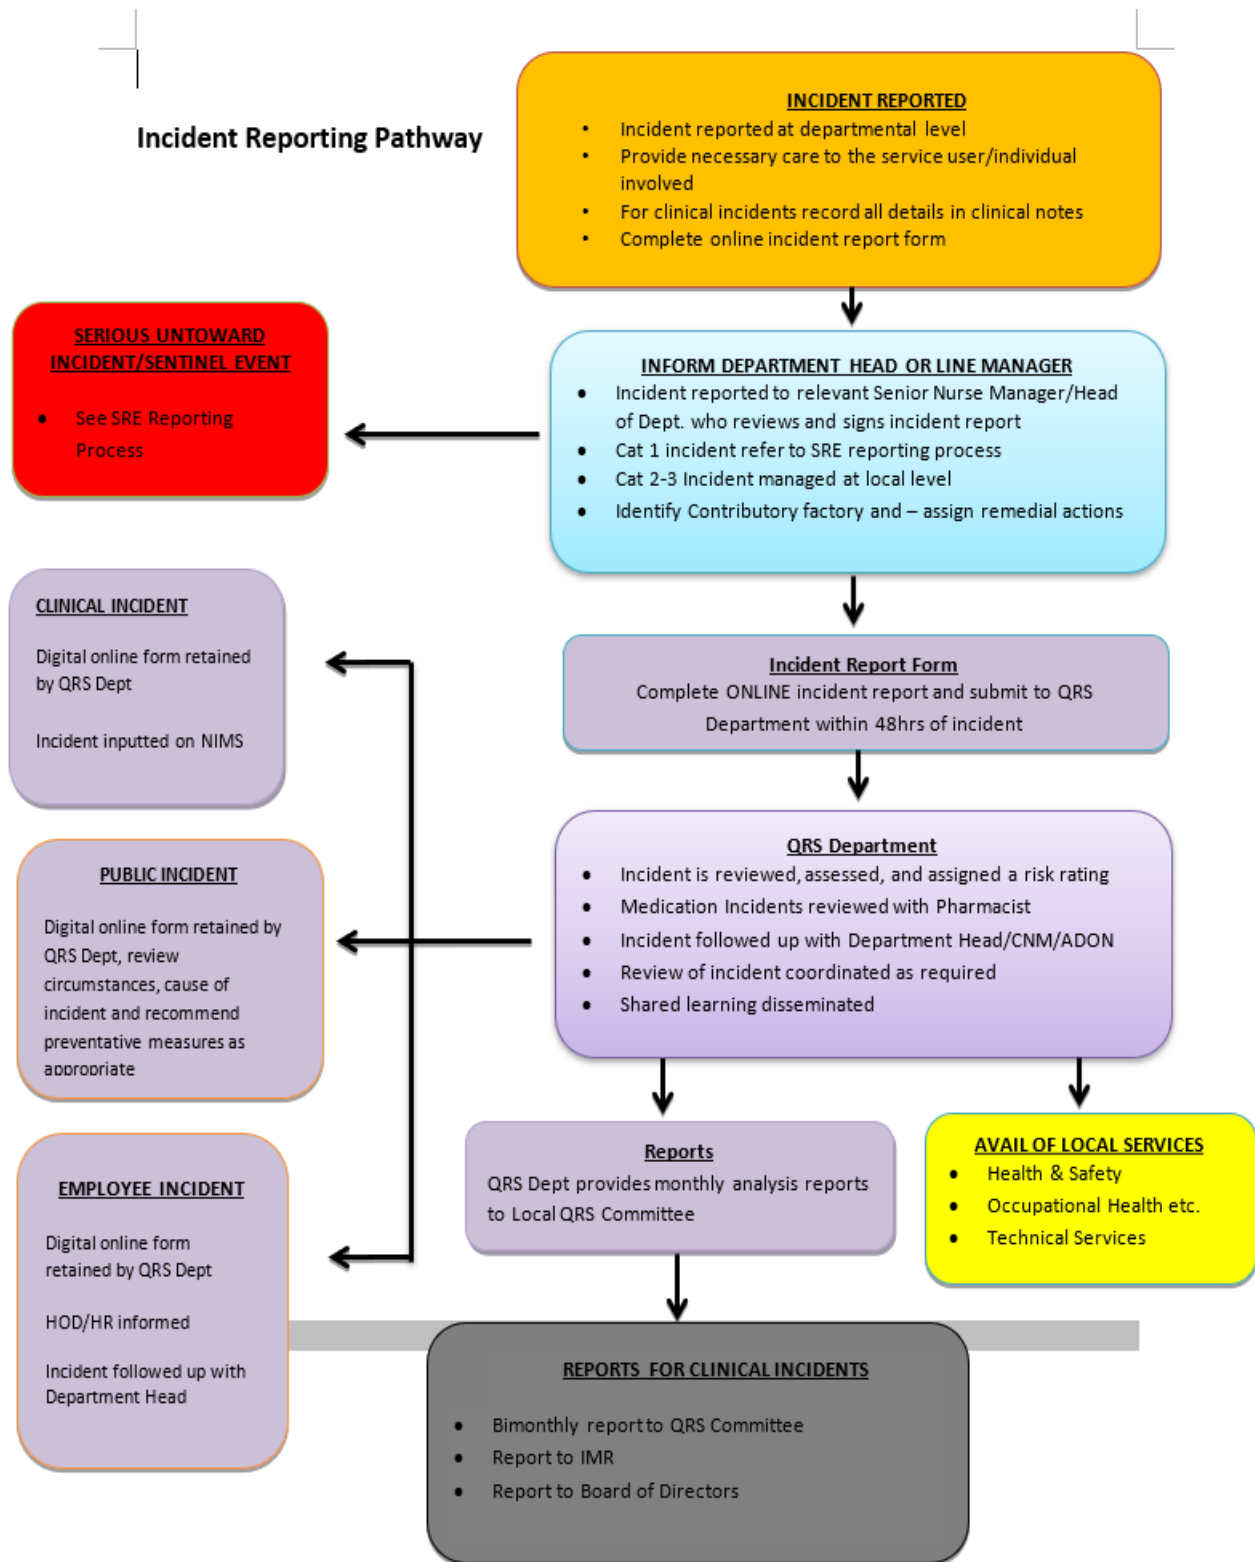 Incident Reporting Pathway
INCIDENT REPORTED
• Incident reported at departmental level
• Provide necessary care to the service user/individual
involved
• For clinical incidents record all details in clinical notes
• Complete online incident report form
SERIOUS UNTOWARD
INCIDENT/SENTINEL EVENT
• See SRE Reporting
Process
INFORM DEPARTMENT HEAD OR LINE MANAGER
• Incident reported to relevant Senior Nurse Manager/Head
of Dept. who reviews and signs incident report
• Cat 1 incident refer to SRE reporting process
• Cat 2-3 Incident managed at local level
• Identify Contributory factory and – assign remedial actions
CLINICAL INCIDENT
Digital online form retained
by QRS Dept
Incident inputted on NIMS
Incident Report Form
Complete ONLINE incident report and submit to QRS
Department within 48hrs of incident
PUBLIC INCIDENT
Digital online form retained by
QRS Dept, review
circumstances, cause of
incident and recommend
preventative measures as
appropriate
QRS Department
• Incident is reviewed, assessed, and assigned a risk rating
• Medication Incidents reviewed with Pharmacist
• Incident followed up with Department Head/CNM/ADON
• Review of incident coordinated as required
• Shared learning disseminated
EMPLOYEE INCIDENT
Digital online form
retained by QRS Dept
HOD/HR informed
Incident followed up with
Department Head
Reports
QRS Dept provides monthly analysis reports
to Local QRS Committee
AVAIL OF LOCAL SERVICES
• Health & Safety
• Occupational Health etc.
• Technical Services
REPORTS FOR CLINICAL INCIDENTS
• Bimonthly report to QRS Committee
• Report to IMR
• Report to Board of Directors